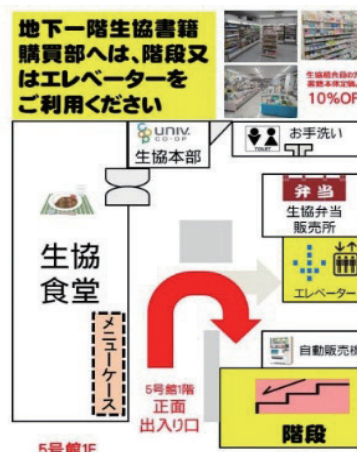 地下一階生協書籍
購買部へは、階段又
はエレベーターを
ご利用ください
10%OF
UNIV.
CO-OP
生協本部
TOILET
お手洗い
弁当
生協弁当
販売所
生協
食堂
エレベーター
メニューケース
自動販売機
5号館1階
正面
出入り口
階段
5号館1F